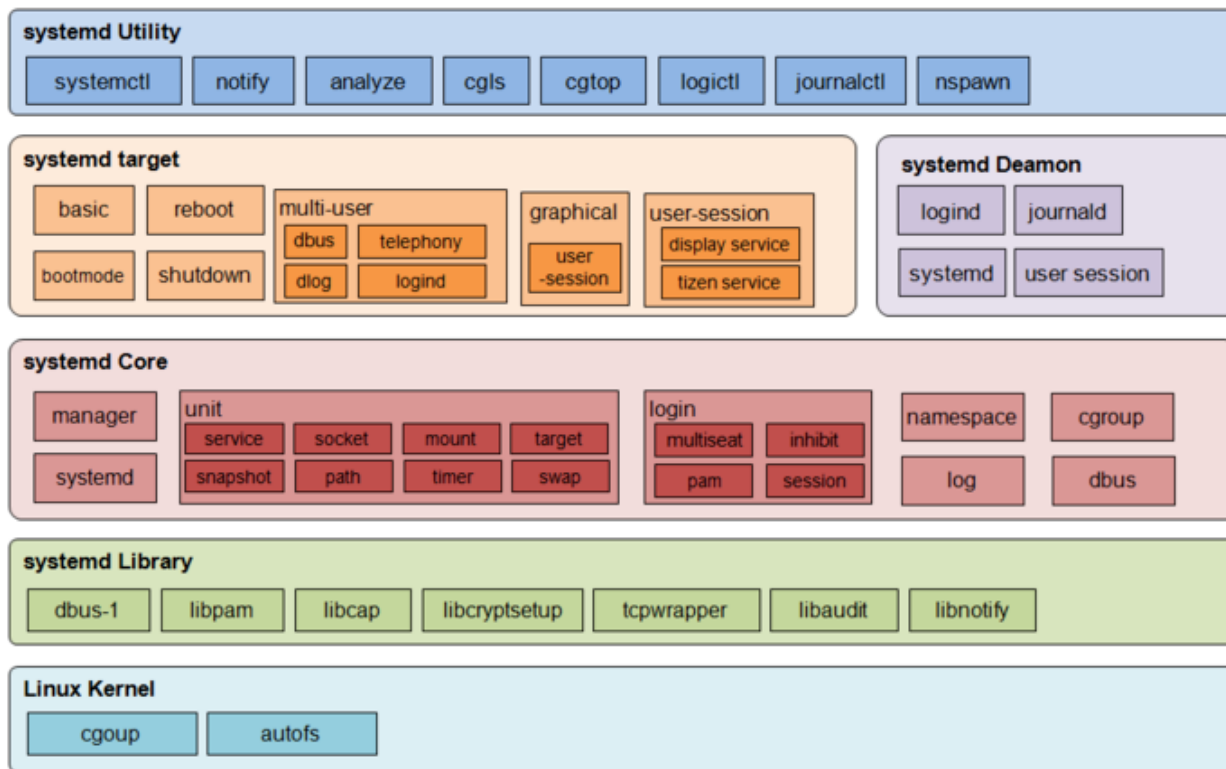 systemd Utility
systemctl notify analyze cgls cgtop logictl journalctl nspawn
systemd target
basic reboot
bootmode shutdown
multi-user
dbus telephony
dlog logind
graphical
user
-session
user-session
display service
tizen service
systemd Deamon
logind journald
systemd user session
systemd Core
manager
systemd
unit
service socket mount target
snapshot path timer swap
login
multiseat inhibit
pam session
namespace cgroup
log dbus
systemd Library
dbus-1 libpam libcap libcryptsetup tcpwrapper libaudit libnotify
Linux Kernel
cgoup autofs